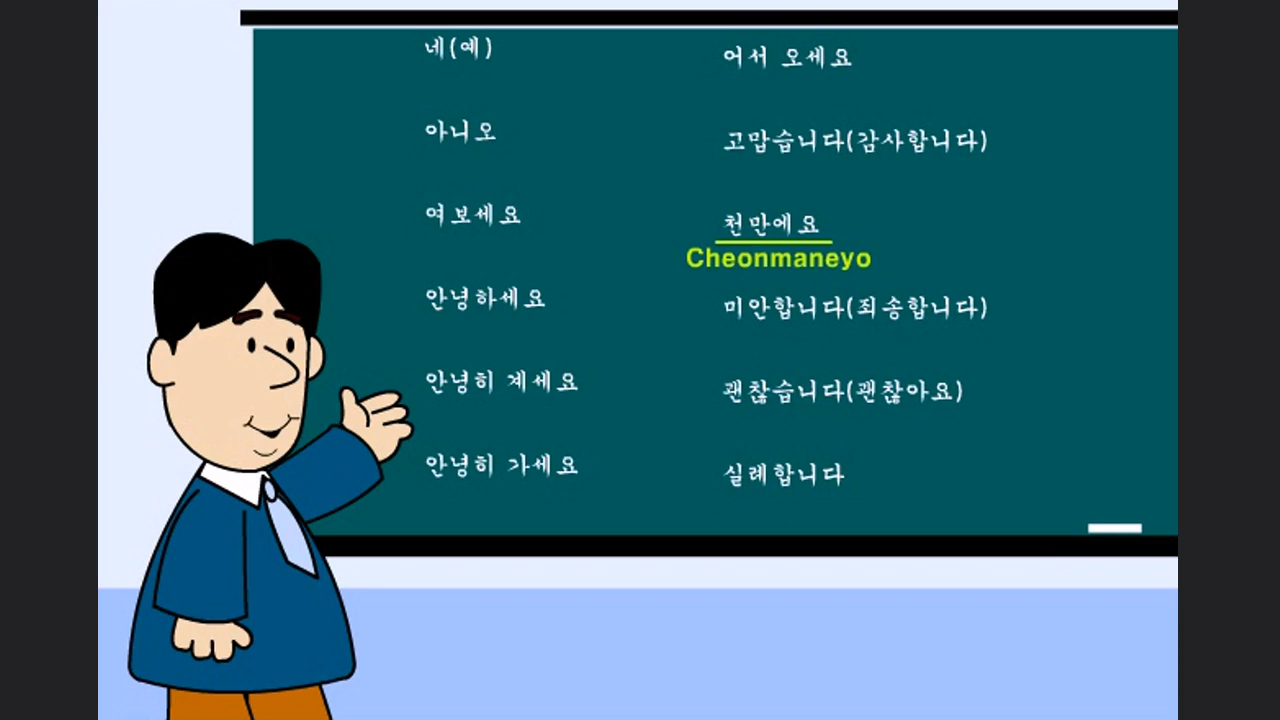 네(예)
아니오
여보세요
안녕하세요
안녕히 계세요
안녕히 가세요
어서 오세요
고맙습니다(감사합니다)
천만에요
Cheonmaneyo
미안합니다(죄송합니다)
괜찮습니다(괜찮아요)
실례합니다